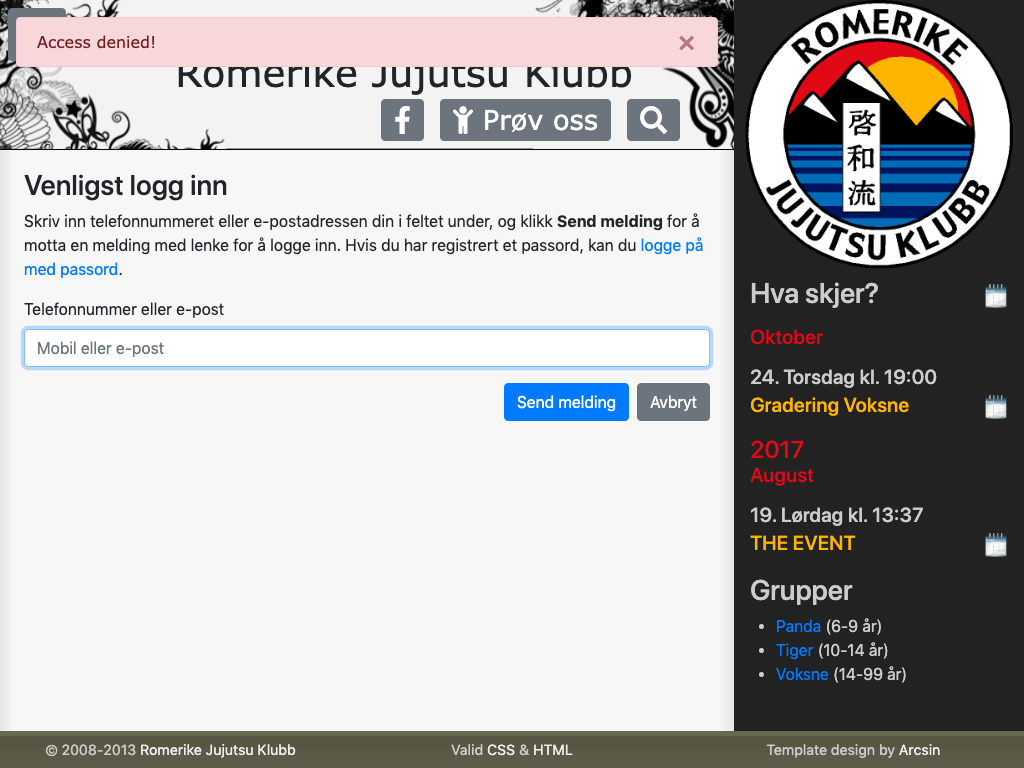 Access denied!
×
Romerike Jujutsu Klubb
Prøv oss
Venligst logg inn
Skriv inn telefonnummeret eller e-postadressen din i feltet under, og klikk Send melding for å
motta en melding med lenke for å logge inn. Hvis du har registrert et passord, kan du logge på
med passord.
Telefonnummer eller e-post
Mobil eller e-post
Send melding
Avbryt
ROMERIKE
啓和流
JUJUTSU KLUBB
Hva skjer?
Oktober
24. Torsdag kl. 19:00
Gradering Voksne
2017
August
19. Lørdag kl. 13:37
THE EVENT
Grupper
• Panda (6-9 år)
• Tiger (10-14 år)
• Voksne (14-99 år)
© 2008-2013 Romerike Jujutsu Klubb
Valid CSS & HTML
Template design by Arcsin